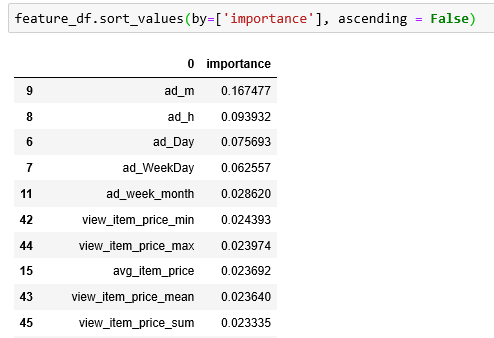 feature_df.sort_values(by=['importance'], ascending = False)
0 importance
9 ad_m 0.167477
8 ad_h 0.093932
6 ad_Day 0.075693
7 ad_WeekDay 0.062557
11 ad_week_month 0.028620
42 view_item_price_min 0.024393
44 view_item_price_max 0.023974
15 avg_item_price 0.023692
43 view_item_price_mean 0.023640
45 view_item_price_sum 0.023335